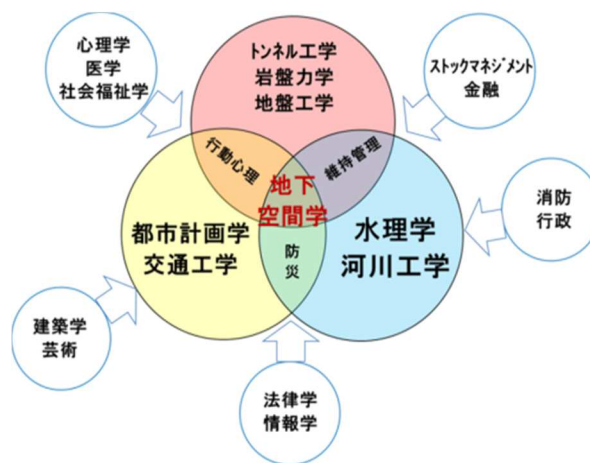 心理学
医学
社会福祉学
トンネル工学
岩盤力学
地盤工学
ストックマネジメント
金融
行動心理
維持管理
地下
空間学
消防
行政
都市計画学
交通工学
水理学
河川工学
防
災
建築学
芸術
法律学
情報学